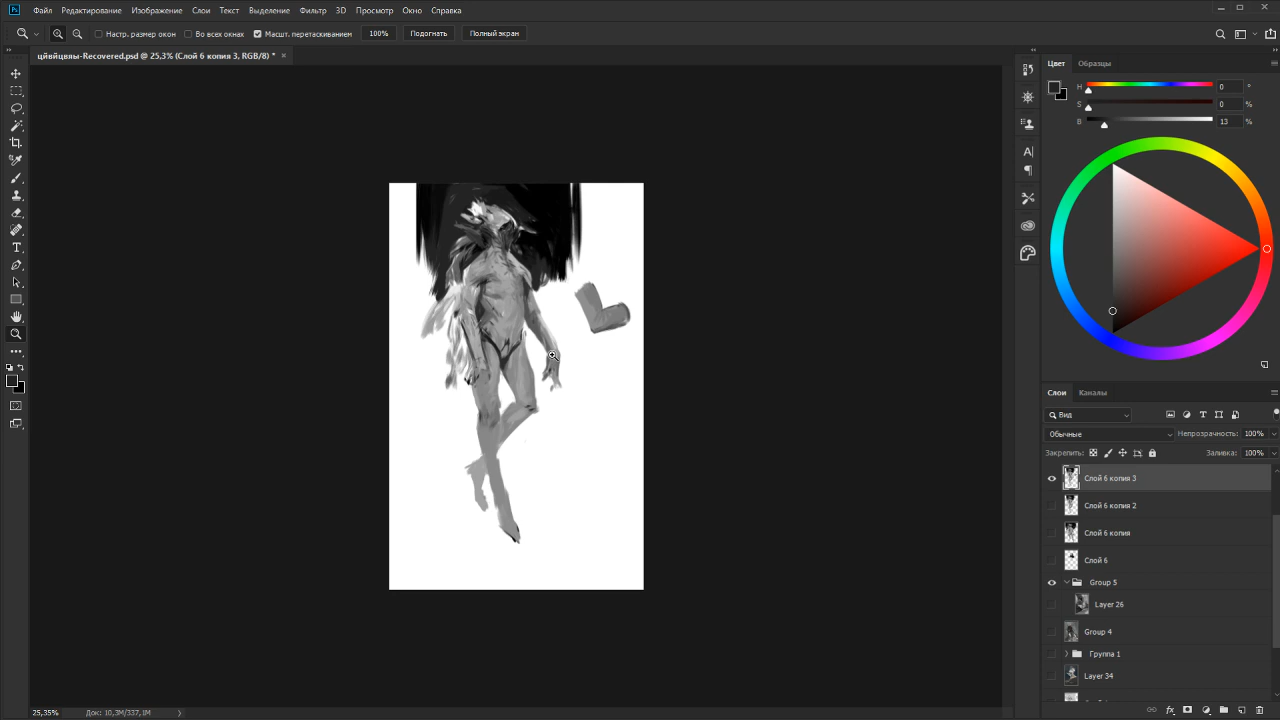 Ps Файл Редактирование Изображение Слои Текст Выделение Фильтр 3D Просмотр Окно Справка
Настр. размер окон Во всех окнах Масшт. перетаскиванием 100% Подогнать Полный экран
цйвйцвяы-Recovered.psd @ 25,3% (Слой 6 копия 3, RGB/8) *
Цвет Образцы
H 0 °
S 0 %
B 13 %
Слои Каналы
Вид
Обычные Непрозрачность: 100%
Закрепить: Заливка: 100%
Слой 6 копия 3
Слой 6 копия 2
Слой 6 копия
Слой 6
Group 5
Layer 26
Group 4
Группа 1
Layer 34
25,35% Док: 10,3M/337,1M